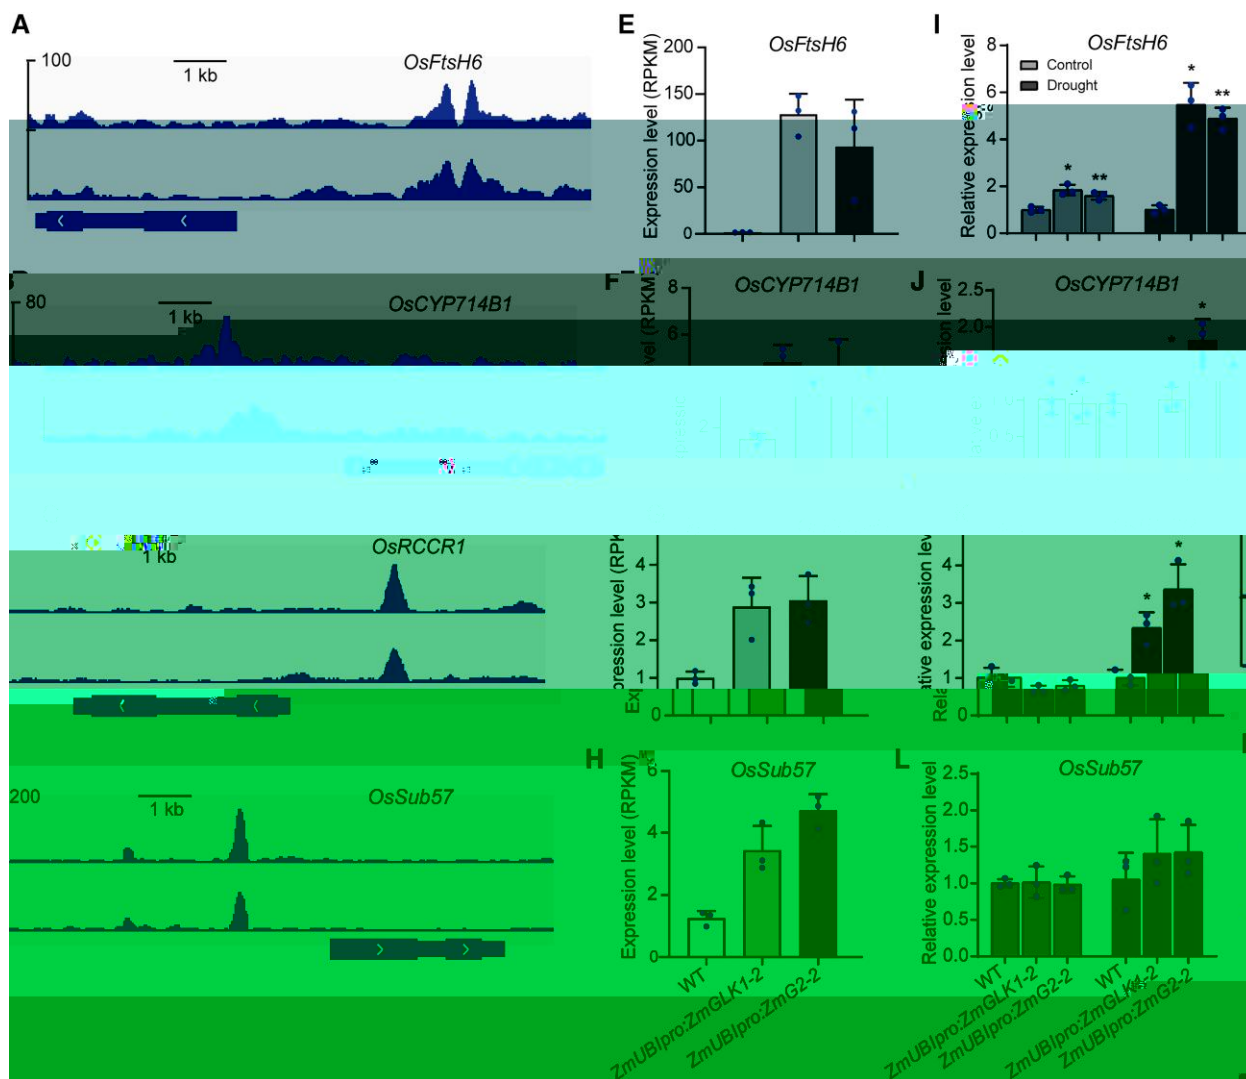 A
100
1 kb
OsFtsH6
E
OsFtsH6
Expression level (RPKM)
200
150
100
50
0
I
OsFtsH6
Relative expression level
8
6
4
2
0
Control
Drought
*
**
*
**
80
1 kb
OsCYP714B1
F
OsCYP714B1
8
6
2
J
OsCYP714B1
2.5
2.0
0.5
*
*
1 kb
OsRCCR1
4
3
2
1
0
4
3
2
1
0
*
*
200
1 kb
OsSub57
H
OsSub57
Expression level (RPKM)
6
4
2
0
WT
ZmUBIpro:ZmGLK1-2
ZmUBIpro:ZmG2-2
L
OsSub57
Relative expression level
2.5
2.0
1.5
1.0
0.5
0.0
WT
ZmUBIpro:ZmGLK1-2
ZmUBIpro:ZmG2-2
WT
ZmUBIpro:ZmGLK1-2
ZmUBIpro:ZmG2-2